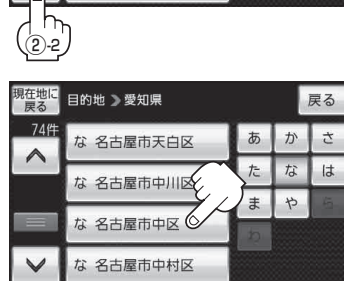 ②-2
現在地に
戻る
目的地 》愛知県
戻る
74件
な 名古屋市天白区
あ か さ
な 名古屋市中川区
た な は
な 名古屋市中区
ま や ら
わ
な 名古屋市中村区